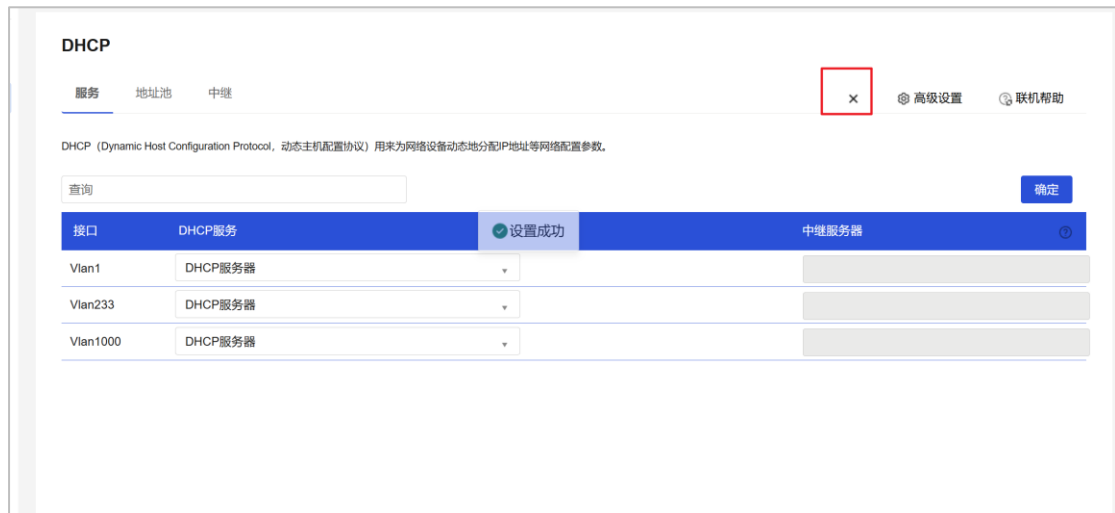 DHCP
服务 地址池 中继 × 高级设置 联机帮助
DHCP（Dynamic Host Configuration Protocol，动态主机配置协议）用来为网络设备动态地分配IP地址等网络配置参数。
查询 确定
接口 DHCP服务 设置成功 中继服务器
Vlan1 DHCP服务器
Vlan233 DHCP服务器
Vlan1000 DHCP服务器